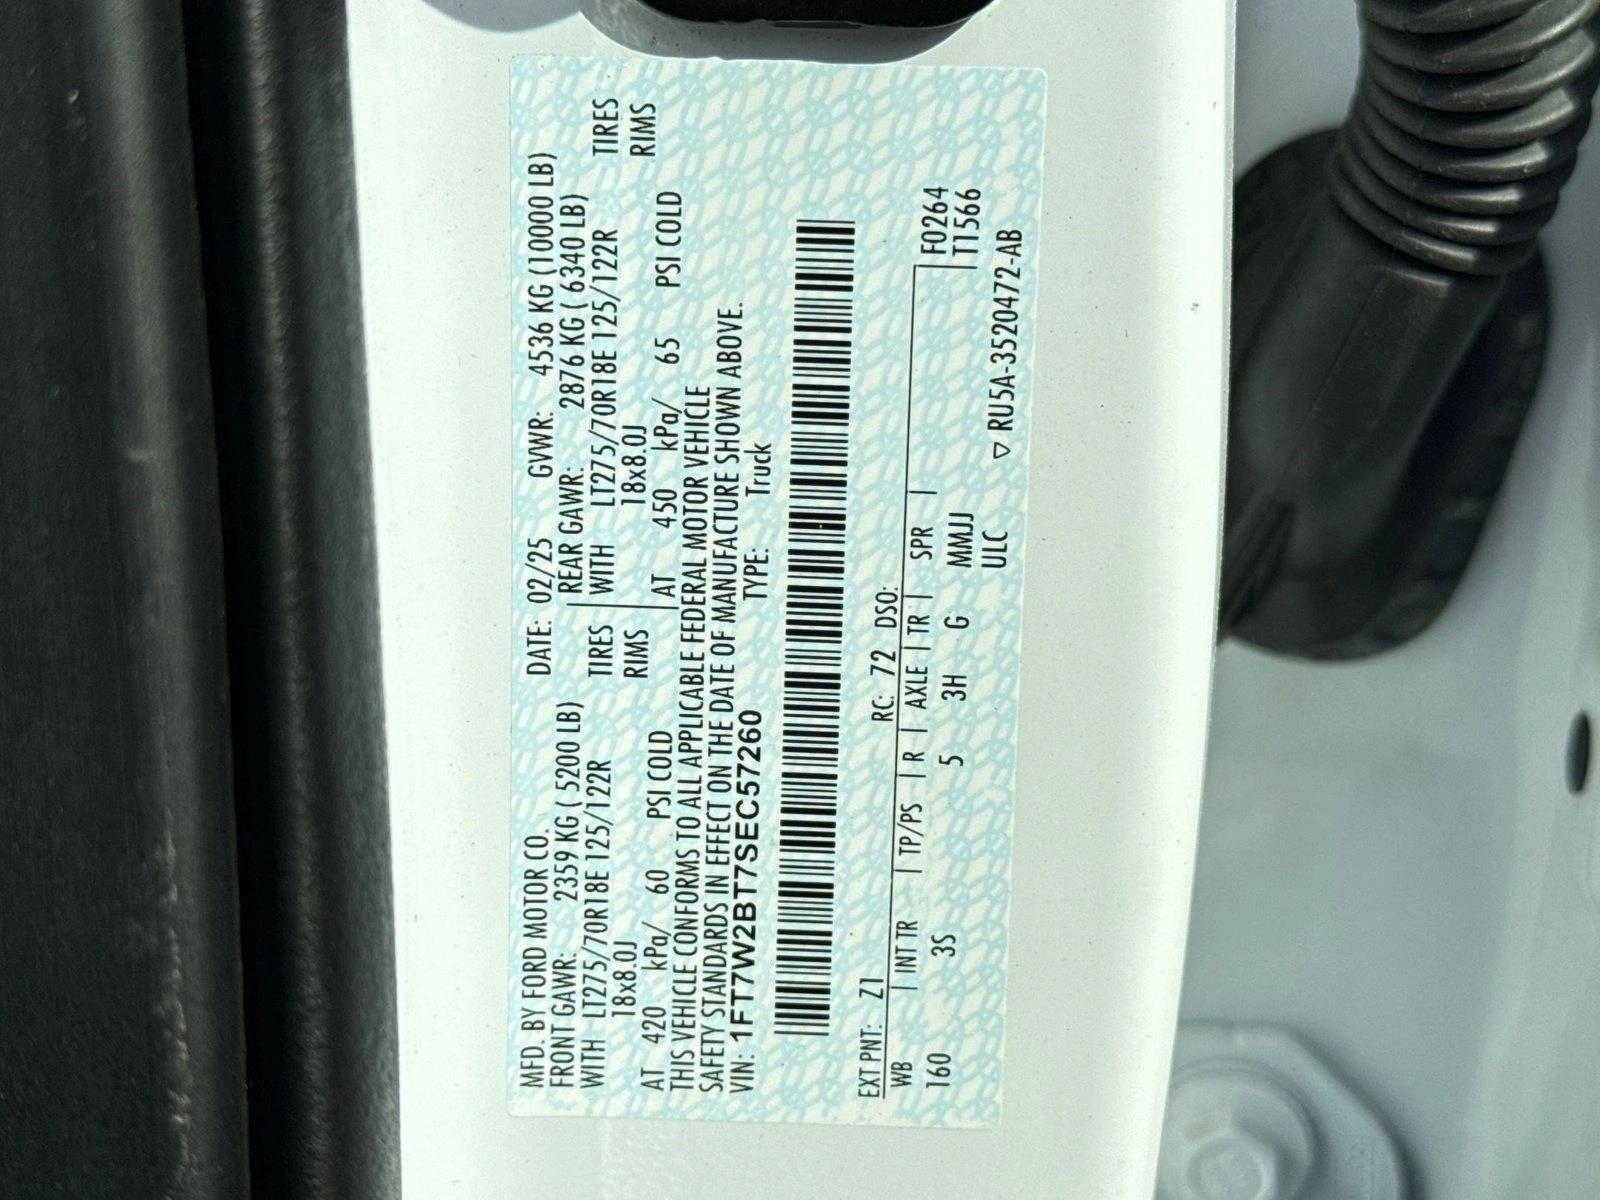 MFD. BY FORD MOTOR CO.
DATE: 02/25 GVWR: 4536 KG (10000 LB)
FRONT GAWR: 2359 KG ( 5200 LB)
REAR GAWR: 2876 KG ( 6340 LB)
WITH LT275/70R18E 125/122R TIRES
WITH LT275/70R18E 125/122R TIRES
18x8.0J RIMS
18x8.0J RIMS
AT 420 kPa/ 60 PSI COLD
AT 450 kPa/ 65 PSI COLD
THIS VEHICLE CONFORMS TO ALL APPLICABLE FEDERAL MOTOR VEHICLE
SAFETY STANDARDS IN EFFECT ON THE DATE OF MANUFACTURE SHOWN ABOVE.
VIN: 1FT7W2BT7SEC57260
TYPE: Truck
EXT PNT: Z1 RC: 72 DSO:
WB | INT TR | TP/PS | R | AXLE | TR | SPR | F0264
160 3S 5 3H G MMJJ T1566
ULC
▽ RU5A-3520472-AB